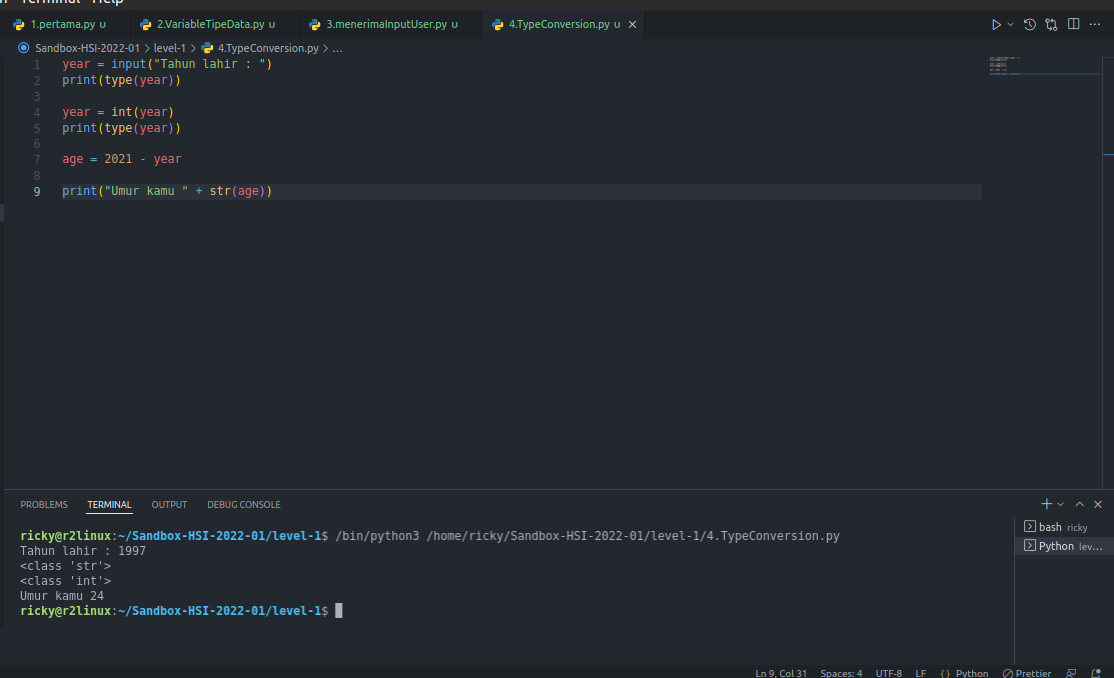 Terminal Help
1.pertama.py U 2.VariableTipeData.py U 3.menerimaInputUser.py U 4.TypeConversion.py U
Sandbox-HSI-2022-01 > level-1 > 4.TypeConversion.py > ...
1 year = input("Tahun lahir : ")
2 print(type(year))
3
4 year = int(year)
5 print(type(year))
6
7 age = 2021 - year
8
9 print("Umur kamu " + str(age))
PROBLEMS TERMINAL OUTPUT DEBUG CONSOLE
ricky@r2linux:~/Sandbox-HSI-2022-01/level-1$ /bin/python3 /home/ricky/Sandbox-HSI-2022-01/level-1/4.TypeConversion.py
Tahun lahir : 1997
<class 'str'>
<class 'int'>
Umur kamu 24
ricky@r2linux:~/Sandbox-HSI-2022-01/level-1$
bash ricky
Python lev...
Ln 9, Col 31 Spaces: 4 UTF-8 LF {} Python Prettier